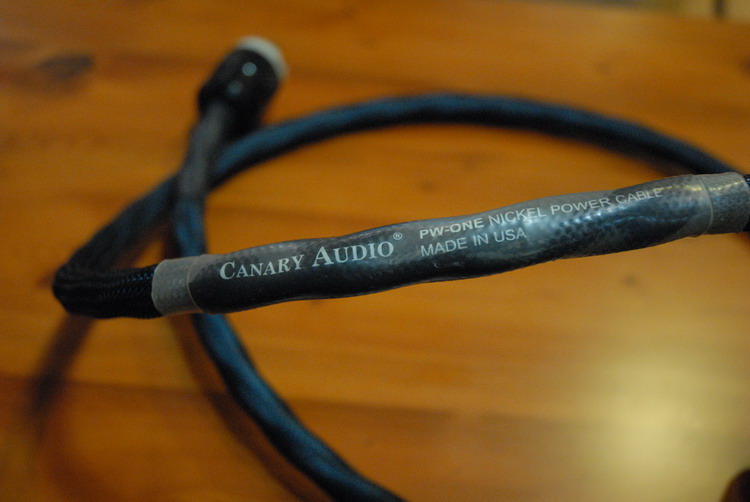 CANARY AUDIO®
PW-ONE NICKEL POWER CABLE
MADE IN USA